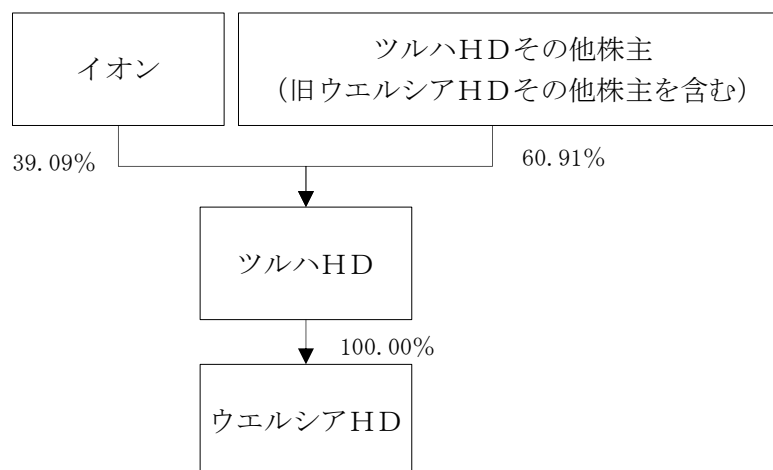 イオン
ツルハＨＤその他株主
（旧ウエルシアＨＤその他株主を含む）
39.09%
60.91%
ツルハＨＤ
100.00%
ウエルシアＨＤ